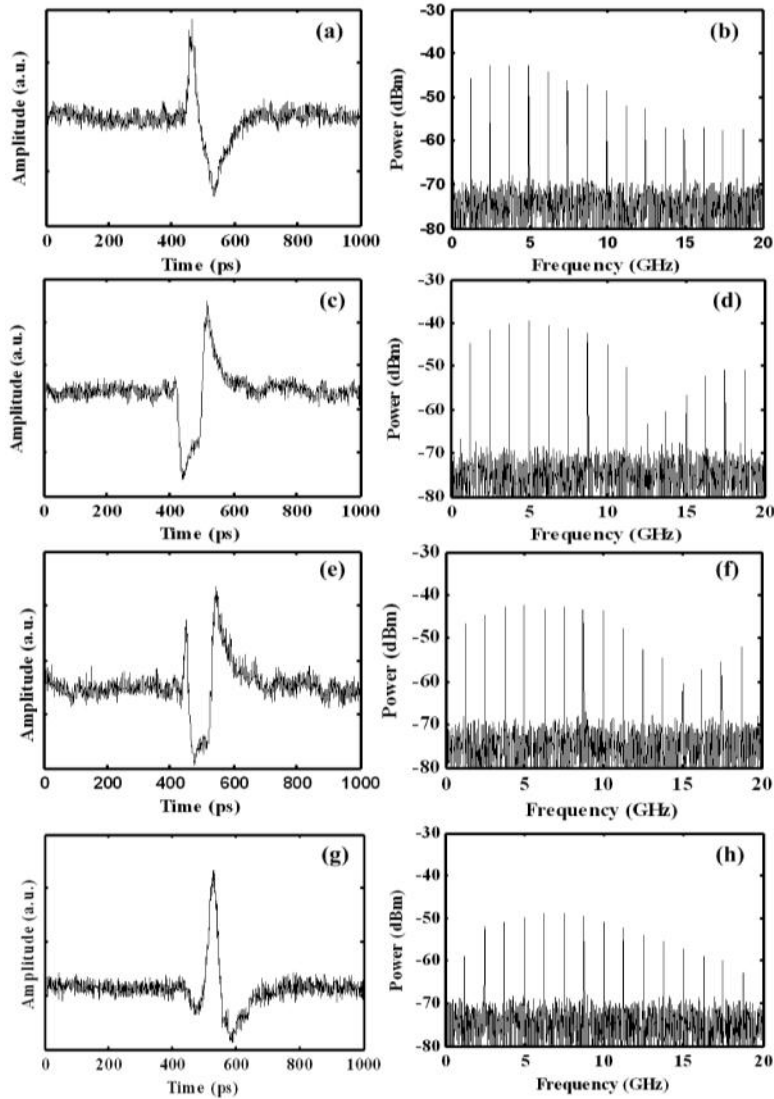 (a)
Amplitude (a.u.)
0 200 400 600 800 1000
Time (ps)
(b)
Power (dBm)
-30
-40
-50
-60
-70
-80
0 5 10 15 20
Frequency (GHz)
(c)
Amplitude (a.u.)
0 200 400 600 800 1000
Time (ps)
(d)
Power (dBm)
-30
-40
-50
-60
-70
-80
0 5 10 15 20
Frequency (GHz)
(e)
Amplitude (a.u.)
0 200 400 600 800 1000
Time (ps)
(f)
Power (dBm)
-30
-40
-50
-60
-70
-80
0 5 10 15 20
Frequency (GHz)
(g)
Amplitude (a.u.)
0 200 400 600 800 1000
Time (ps)
(h)
Power (dBm)
-30
-40
-50
-60
-70
-80
0 5 10 15 20
Frequency (GHz)